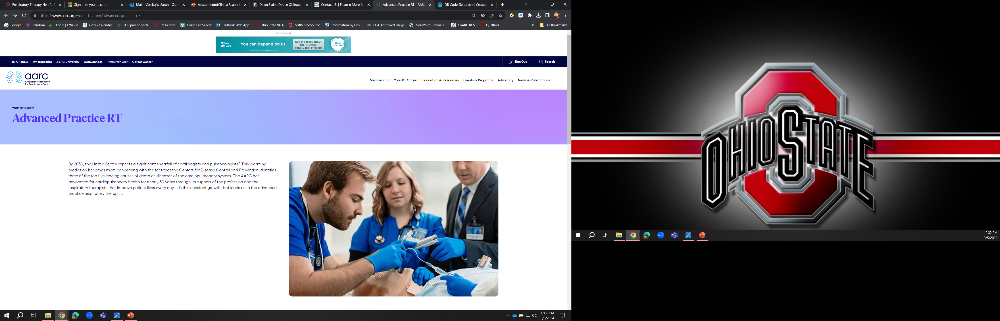 Respiratory Therapy Helpful
Sign in to your account
Mail - Varekojis, Sarah - Outl
AssessmentofClinicalReasoni
Dawn Elaine Douce Obituary
Contact Us | Foam n More &
Advanced Practice RT - AARC
QR Code Generator | Create
https://www.aarc.org/your-rt-career/advanced-practice-rt/
Google
Pandora
Login | E*Value
Cozi • Calendar
TDS parent portal
Resources
Coarc File Server
Outlook Web App
Ohio State VITA
SHRS OneSource
Information by Dru...
FDA Approved Drugs
NearPoint - email a...
CoARC RCS
Qualtrics
»
All Bookmarks
ADVERTISEMENT
INOmax
Total Care
You can depend on us
Get the facts about
the INOmax
Total Care® offering
INOmax
Total Care
Join/Renew
My Transcript
AARC University
AARConnect
Respiratory Care
Career Center
Sign Out
Search
aarc
American Association
for Respiratory Care
Membership
Your RT Career
Education & Resources
Events & Programs
Advocacy
News & Publications
YOUR RT CAREER
Advanced Practice RT
By 2030, the United States expects a significant shortfall of cardiologists and pulmonologists.1 This alarming
prediction becomes more concerning with the fact that the Centers for Disease Control and Prevention identifies
three of the top five leading causes of death as diseases of the cardiopulmonary system. The AARC has
advocated for cardiopulmonary health for nearly 80 years through its support of the profession and the
respiratory therapists that improve patient lives every day. It is this constant growth that leads us to the advanced
practice respiratory therapist.
zoom
12:32 PM
3/5/2024
OHIO STATE
zoom
12:32 PM
3/5/2024